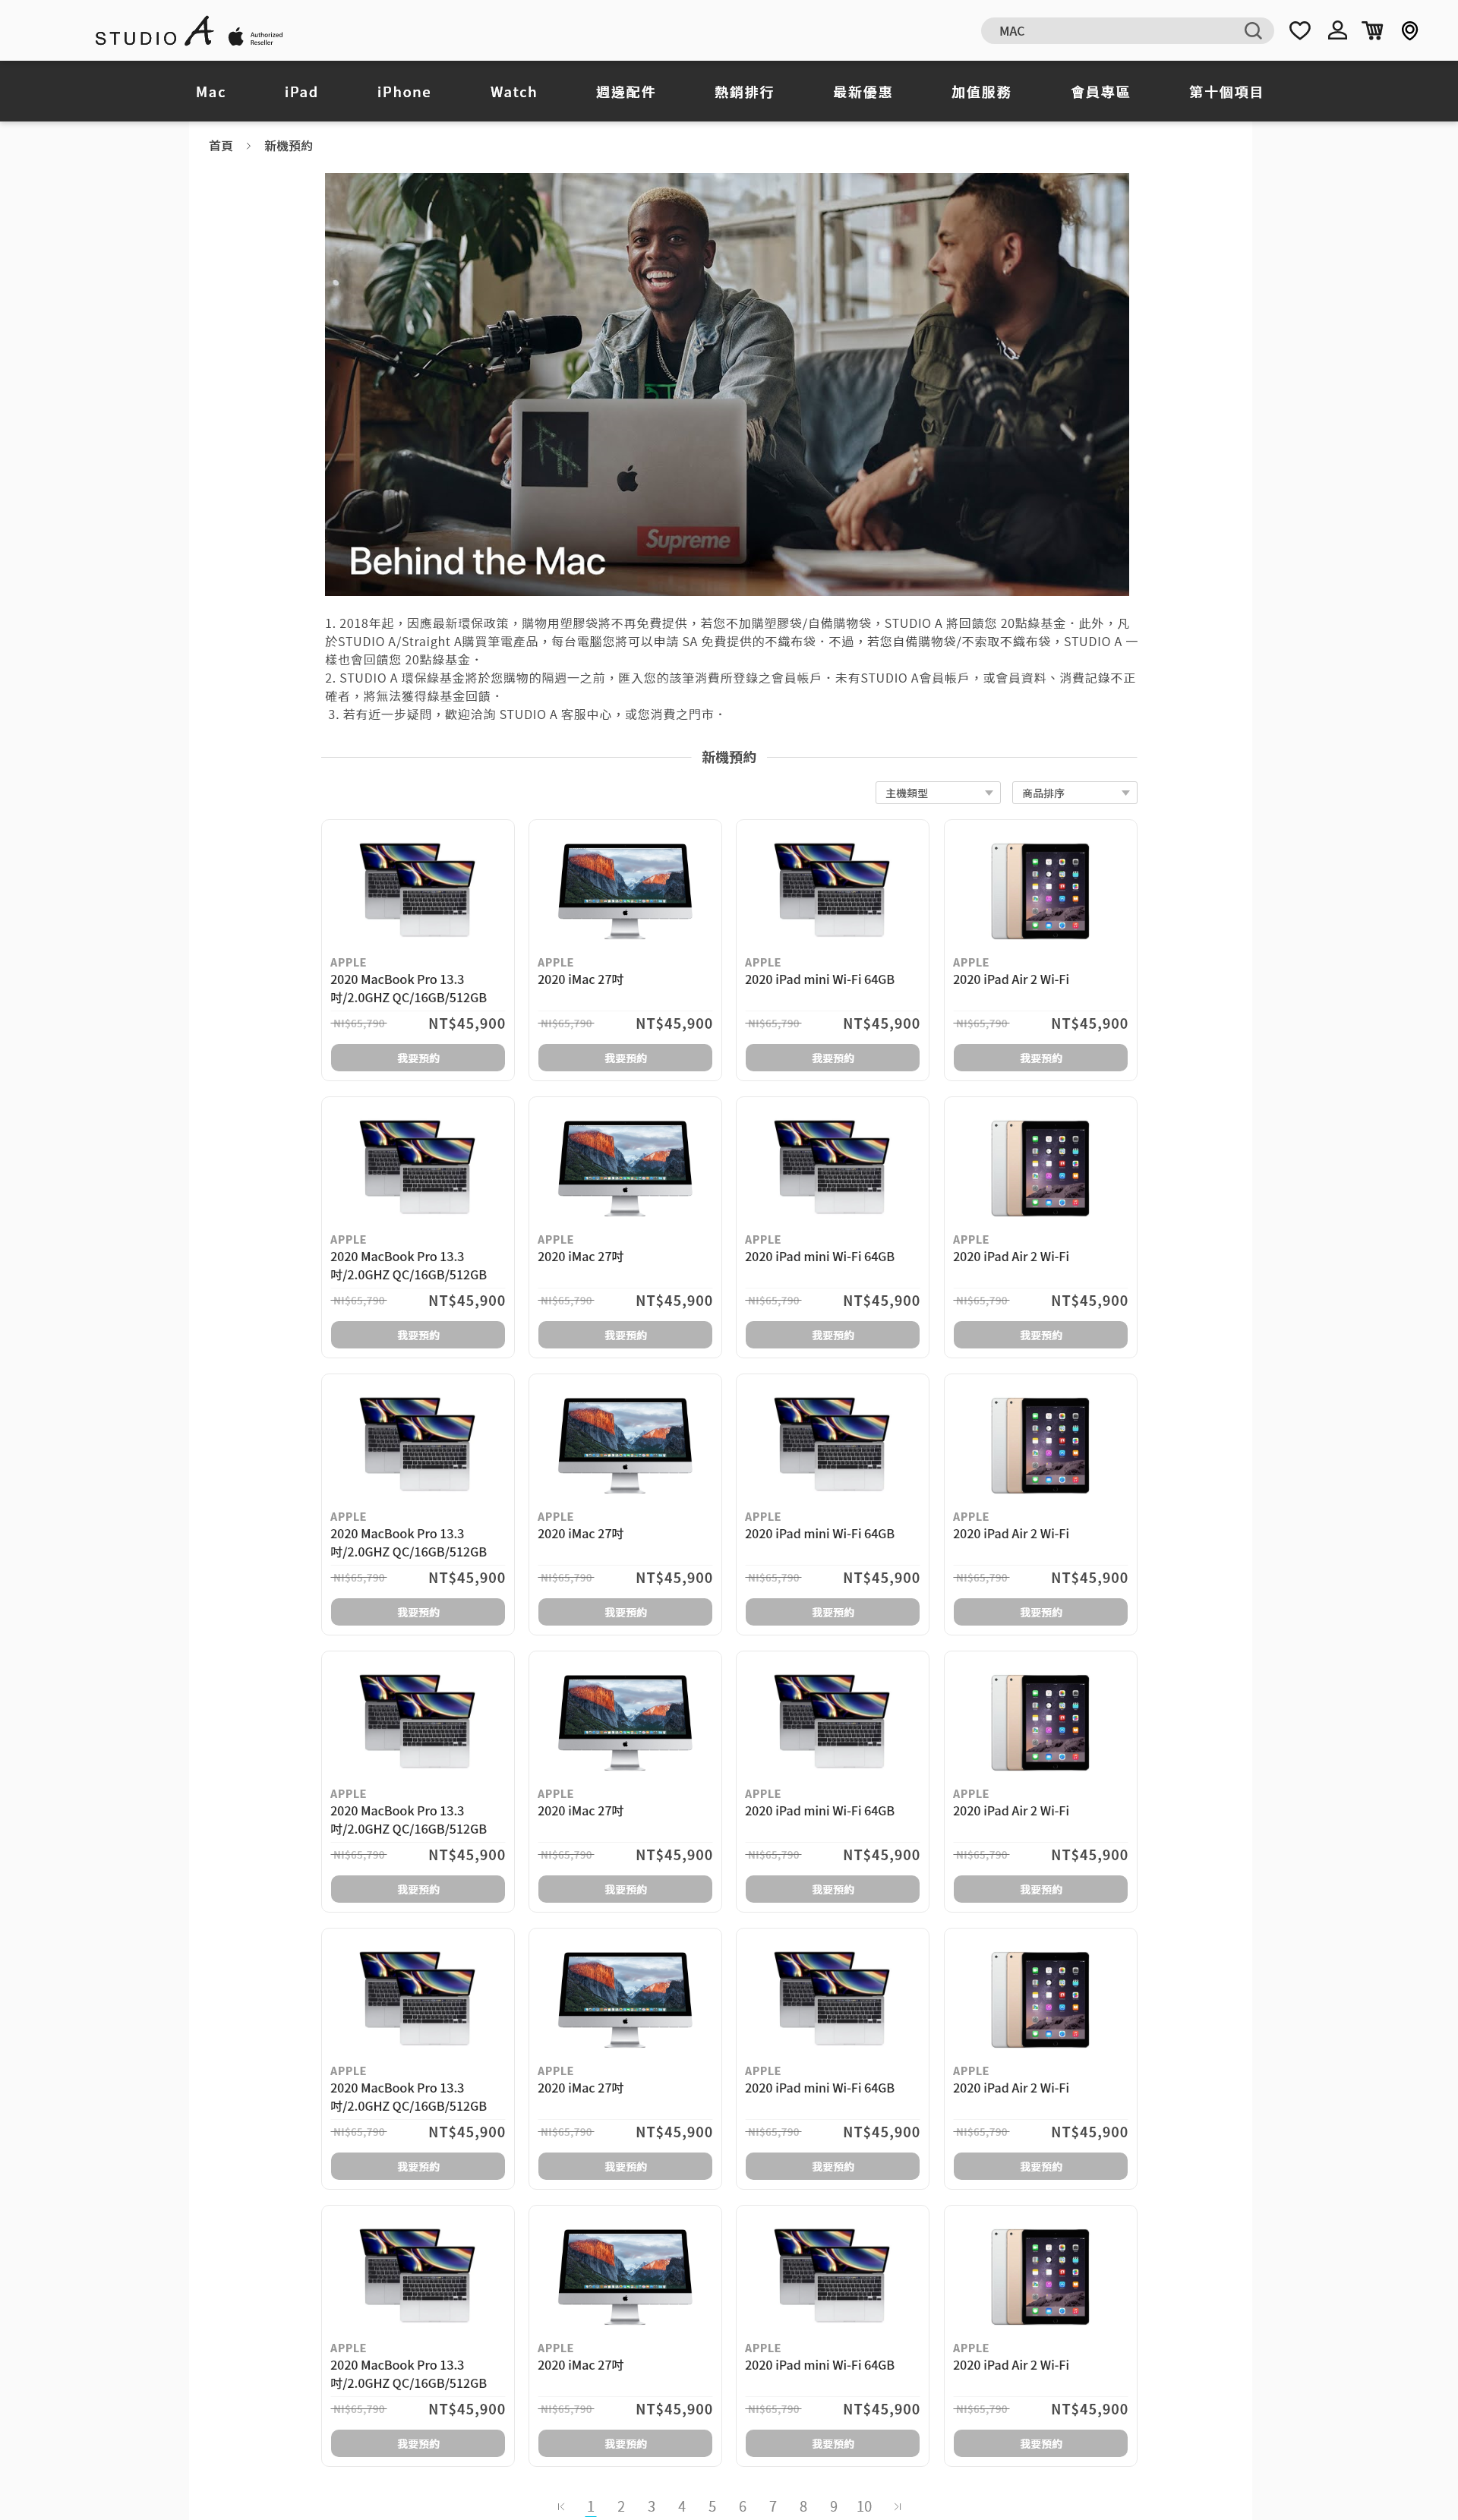 STUDIO A Authorized
Reseller
MAC
Mac iPad iPhone Watch 週邊配件 熱銷排行 最新優惠 加值服務 會員專區 第十個項目
首頁 > 新機預約
Supreme
Behind the Mac
1. 2018年起，因應最新環保政策，購物用塑膠袋將不再免費提供，若您不加購塑膠袋/自備購物袋，STUDIO A 將回饋您 20點綠基金．此外，凡
於STUDIO A/Straight A購買筆電產品，每台電腦您將可以申請 SA 免費提供的不織布袋．不過，若您自備購物袋/不索取不織布袋，STUDIO A 一
樣也會回饋您 20點綠基金．
2. STUDIO A 環保綠基金將於您購物的隔週一之前，匯入您的該筆消費所登錄之會員帳戶．未有STUDIO A會員帳戶，或會員資料、消費記錄不正
確者，將無法獲得綠基金回饋．
3. 若有近一步疑問，歡迎洽詢 STUDIO A 客服中心，或您消費之門市．
新機預約
主機類型 商品排序
APPLE APPLE APPLE APPLE
2020 MacBook Pro 13.3 2020 iMac 27吋 2020 iPad mini Wi-Fi 64GB 2020 iPad Air 2 Wi-Fi
吋/2.0GHZ QC/16GB/512GB
NT$65,790 NT$45,900 NT$65,790 NT$45,900 NT$65,790 NT$45,900 NT$65,790 NT$45,900
我要預約 我要預約 我要預約 我要預約
APPLE APPLE APPLE APPLE
2020 MacBook Pro 13.3 2020 iMac 27吋 2020 iPad mini Wi-Fi 64GB 2020 iPad Air 2 Wi-Fi
吋/2.0GHZ QC/16GB/512GB
NT$65,790 NT$45,900 NT$65,790 NT$45,900 NT$65,790 NT$45,900 NT$65,790 NT$45,900
我要預約 我要預約 我要預約 我要預約
APPLE APPLE APPLE APPLE
2020 MacBook Pro 13.3 2020 iMac 27吋 2020 iPad mini Wi-Fi 64GB 2020 iPad Air 2 Wi-Fi
吋/2.0GHZ QC/16GB/512GB
NT$65,790 NT$45,900 NT$65,790 NT$45,900 NT$65,790 NT$45,900 NT$65,790 NT$45,900
我要預約 我要預約 我要預約 我要預約
APPLE APPLE APPLE APPLE
2020 MacBook Pro 13.3 2020 iMac 27吋 2020 iPad mini Wi-Fi 64GB 2020 iPad Air 2 Wi-Fi
吋/2.0GHZ QC/16GB/512GB
NT$65,790 NT$45,900 NT$65,790 NT$45,900 NT$65,790 NT$45,900 NT$65,790 NT$45,900
我要預約 我要預約 我要預約 我要預約
APPLE APPLE APPLE APPLE
2020 MacBook Pro 13.3 2020 iMac 27吋 2020 iPad mini Wi-Fi 64GB 2020 iPad Air 2 Wi-Fi
吋/2.0GHZ QC/16GB/512GB
NT$65,790 NT$45,900 NT$65,790 NT$45,900 NT$65,790 NT$45,900 NT$65,790 NT$45,900
我要預約 我要預約 我要預約 我要預約
APPLE APPLE APPLE APPLE
2020 MacBook Pro 13.3 2020 iMac 27吋 2020 iPad mini Wi-Fi 64GB 2020 iPad Air 2 Wi-Fi
吋/2.0GHZ QC/16GB/512GB
NT$65,790 NT$45,900 NT$65,790 NT$45,900 NT$65,790 NT$45,900 NT$65,790 NT$45,900
我要預約 我要預約 我要預約 我要預約
1 2 3 4 5 6 7 8 9 10